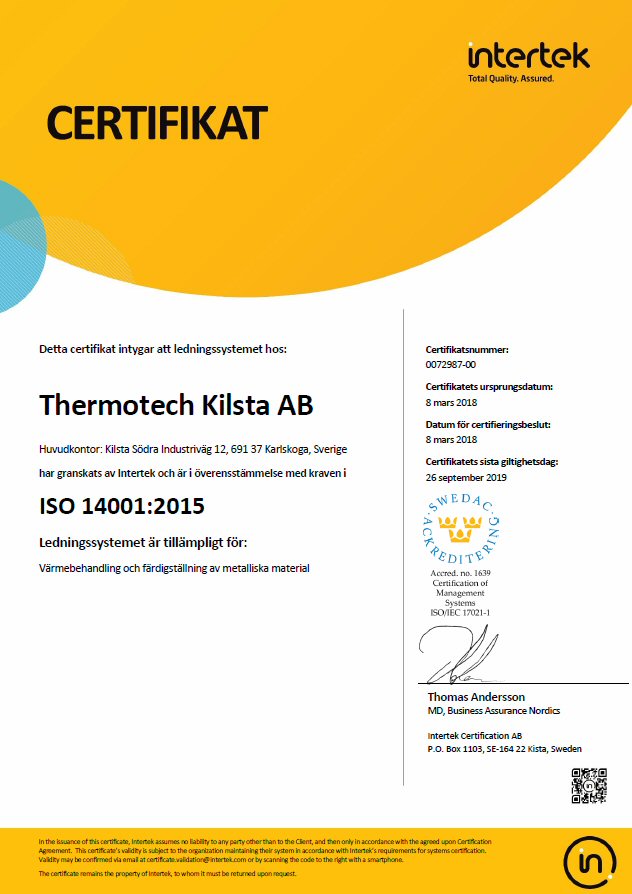 intertek
Total Quality. Assured.
CERTIFIKAT
Detta certifikat intygar att ledningssystemet hos:
Thermotech Kilsta AB
Huvudkontor: Kilsta Södra Industriväg 12, 691 37 Karlskoga, Sverige
har granskats av Intertek och är i överensstämmelse med kraven i
ISO 14001:2015
Ledningssystemet är tillämpligt för:
Värmebehandling och färdigställning av metalliska material
Certifikatsnummer:
0072987-00
Certifikatets ursprungsdatum:
8 mars 2018
Datum för certifieringsbeslut:
8 mars 2018
Certifikatets sista giltighetsdag:
26 september 2019
SWEDAC
ACKREDITERING
Accred. no. 1639
Certification of
Management
Systems
ISO/IEC 17021-1
Thomas Andersson
MD, Business Assurance Nordics
Intertek Certification AB
P.O. Box 1103, SE-164 22 Kista, Sweden
in
In the issuance of this certificate, Intertek assumes no liability to any party other than to the Client, and then only in accordance with the agreed upon Certification
Agreement. This certificate's validity is subject to the organization maintaining their system in accordance with Intertek's requirements for systems certification.
Validity may be confirmed via email at certificate.validation@intertek.com or by scanning the code to the right with a smartphone.
The certificate remains the property of Intertek, to whom it must be returned upon request.
in